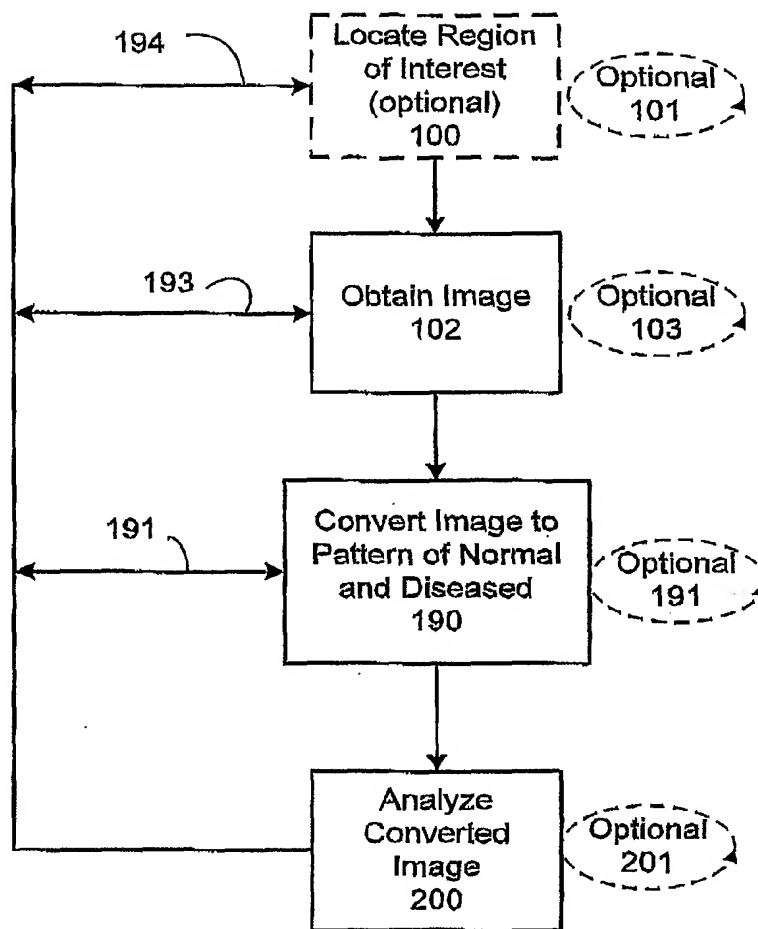 194
Locate Region
of Interest
(optional)
100
Optional
101
193
Obtain Image
102
Optional
103
191
Convert Image to
Pattern of Normal
and Diseased
190
Optional
191
Analyze
Converted
Image
200
Optional
201